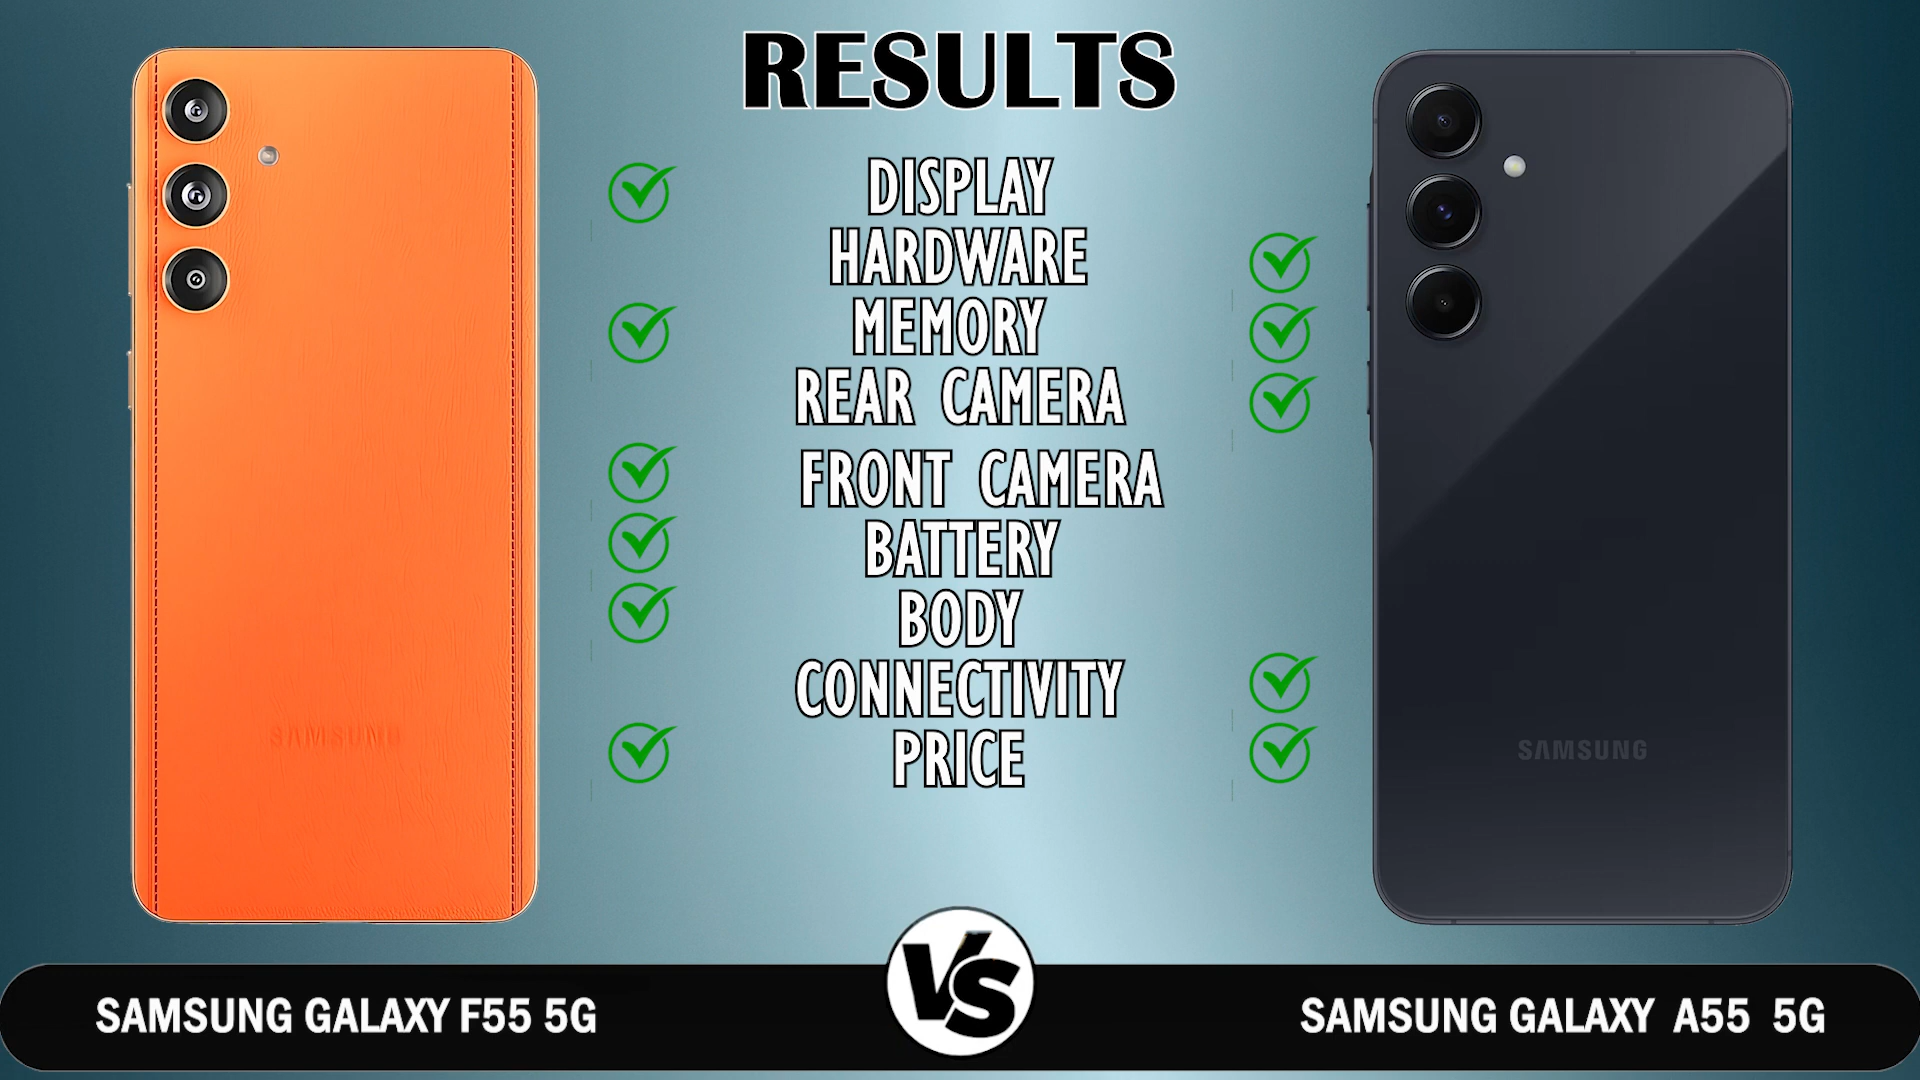 RESULTS
DISPLAY
HARDWARE
MEMORY
REAR CAMERA
FRONT CAMERA
BATTERY
BODY
CONNECTIVITY
PRICE
SAMSUNG
SAMSUNG
VS
SAMSUNG GALAXY F55 5G
SAMSUNG GALAXY A55 5G